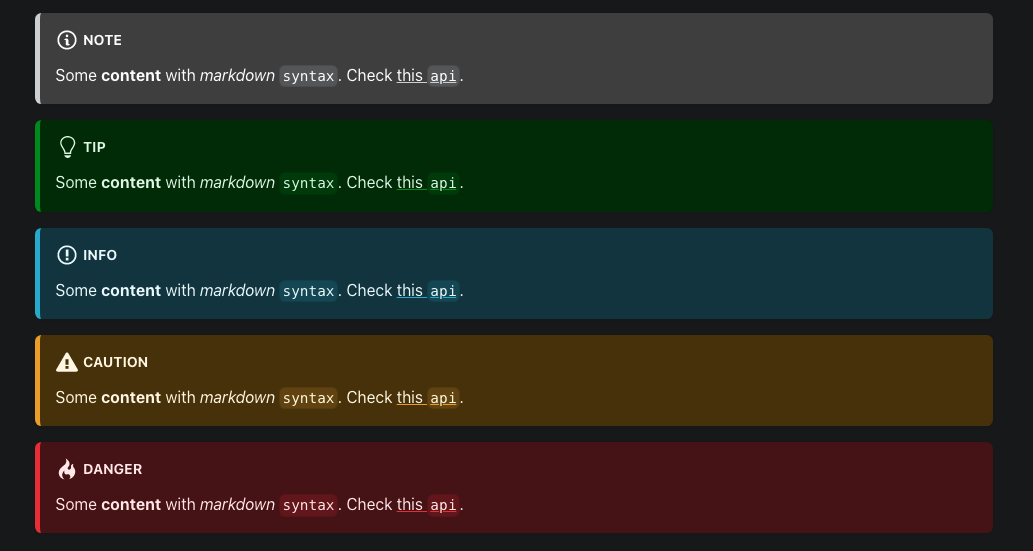 NOTE
Some content with markdown syntax. Check this api.
TIP
Some content with markdown syntax. Check this api.
INFO
Some content with markdown syntax. Check this api.
CAUTION
Some content with markdown syntax. Check this api.
DANGER
Some content with markdown syntax. Check this api.